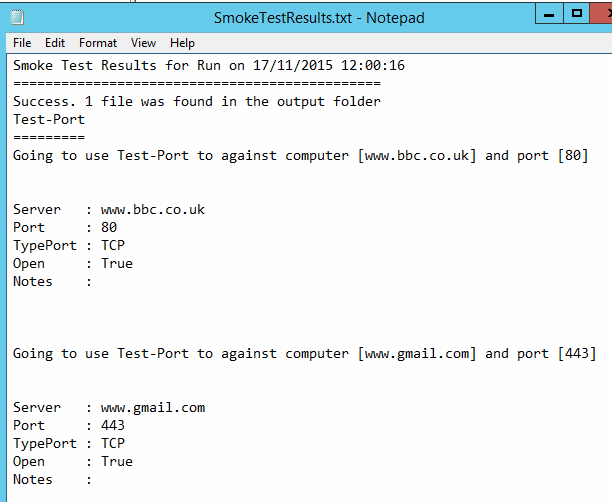 SmokeTestResults.txt - Notepad
File Edit Format View Help
Smoke Test Results for Run on 17/11/2015 12:00:16
==============================================
Success. 1 file was found in the output folder
Test-Port
=========
Going to use Test-Port to against computer [www.bbc.co.uk] and port [80]
Server : www.bbc.co.uk
Port : 80
TypePort : TCP
Open : True
Notes :
Going to use Test-Port to against computer [www.gmail.com] and port [443]
Server : www.gmail.com
Port : 443
TypePort : TCP
Open : True
Notes :